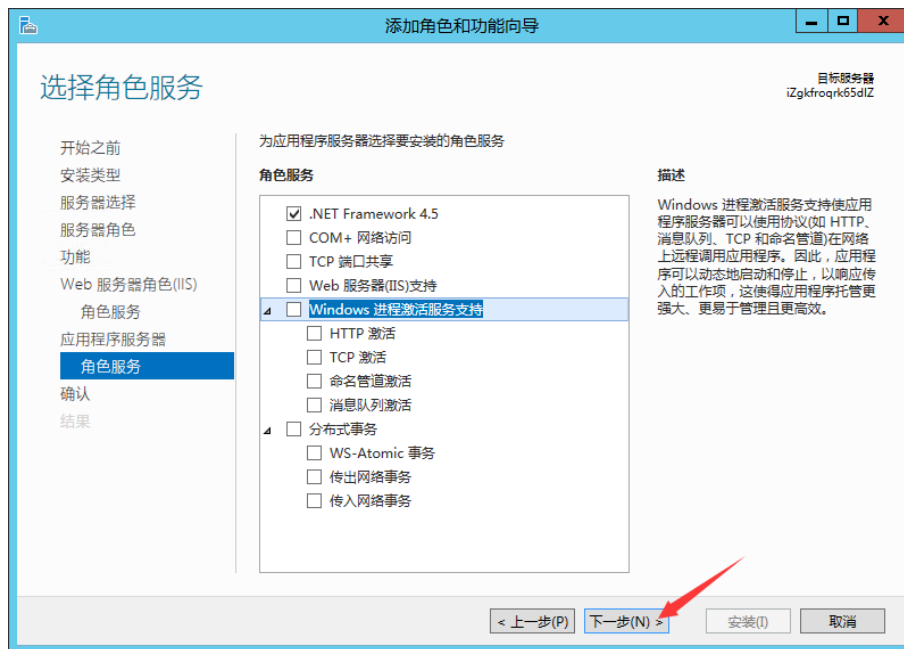 添加角色和功能向导
选择角色服务
目标服务器
iZgkfroqrk65dlZ
开始之前
安装类型
服务器选择
服务器角色
功能
Web 服务器角色(IIS)
角色服务
应用程序服务器
角色服务
确认
结果
为应用程序服务器选择要安装的角色服务
角色服务
.NET Framework 4.5
COM+ 网络访问
TCP 端口共享
Web 服务器(IIS)支持
Windows 进程激活服务支持
HTTP 激活
TCP 激活
命名管道激活
消息队列激活
分布式事务
WS-Atomic 事务
传出网络事务
传入网络事务
描述
Windows 进程激活服务支持使应用
程序服务器可以使用协议(如 HTTP、
消息队列、TCP 和命名管道)在网络
上远程调用应用程序。因此，应用程
序可以动态地启动和停止，以响应传
入的工作项，这使得应用程序托管更
强大、更易于管理且更高效。
< 上一步(P)
下一步(N) >
安装(I)
取消